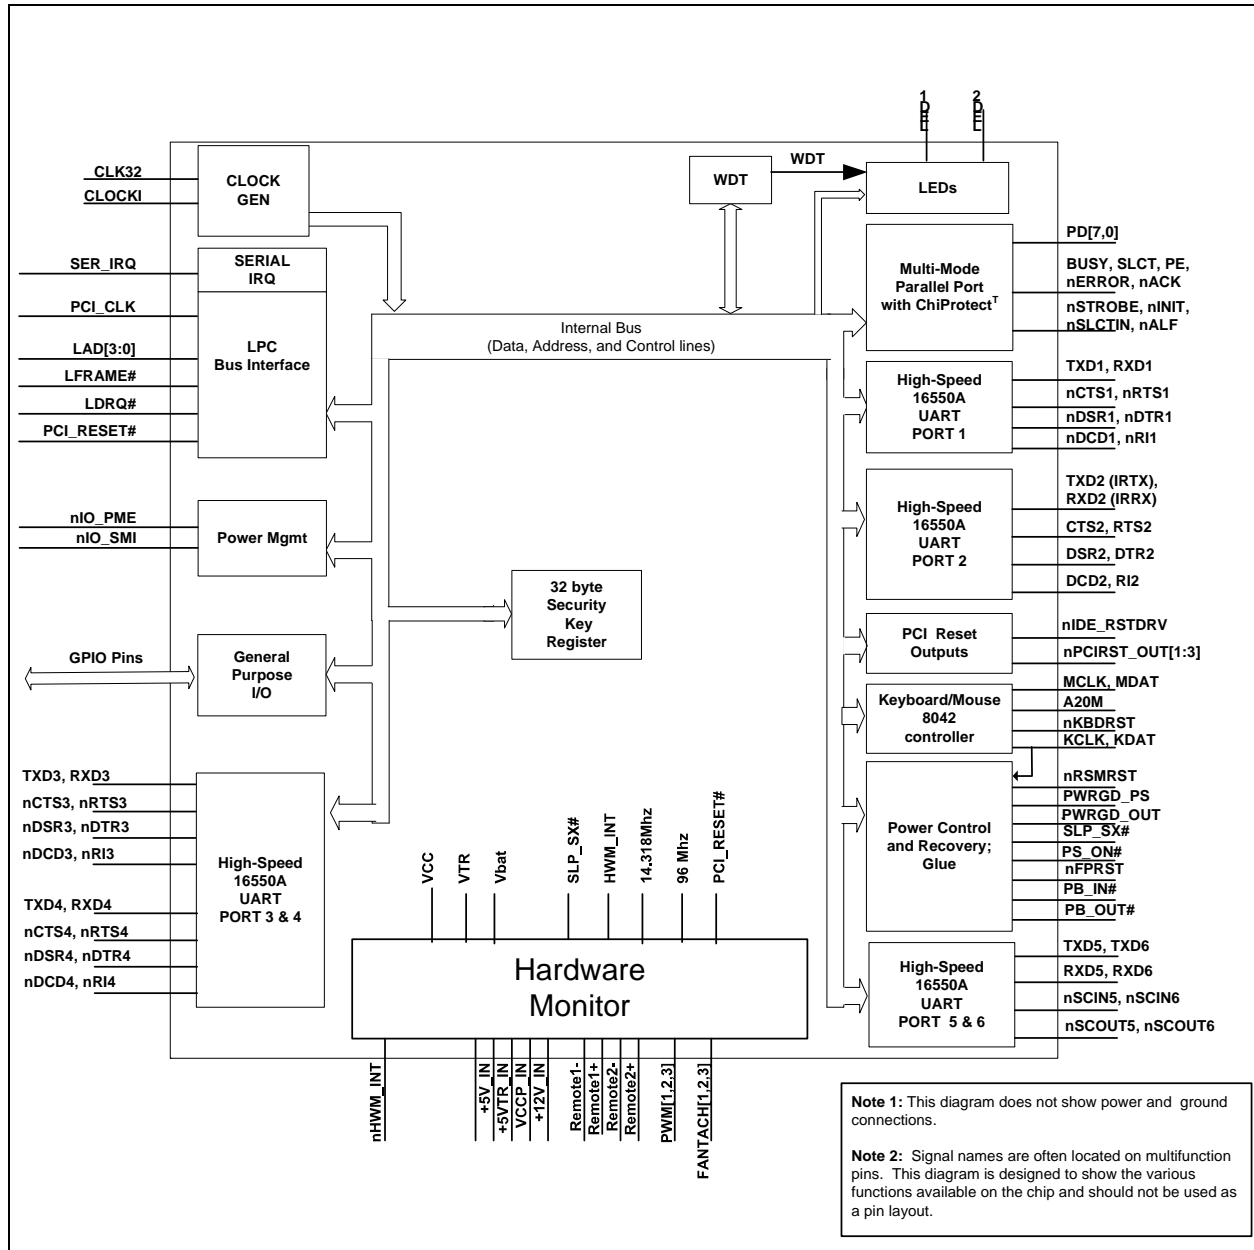 LED1
LED2
CLK32
CLOCKI
CLOCK
GEN
WDT
WDT
LEDs
SER_IRQ
SERIAL
IRQ
PCI_CLK
LAD[3:0]
LFRAME#
LDRQ#
PCI_RESET#
LPC
Bus Interface
Internal Bus
(Data, Address, and Control lines)
Multi-Mode
Parallel Port
with ChiProtectT
PD[7,0]
BUSY, SLCT, PE,
nERROR, nACK
nSTROBE, nINIT,
nSLCTIN, nALF
High-Speed
16550A
UART
PORT 1
TXD1, RXD1
nCTS1, nRTS1
nDSR1, nDTR1
nDCD1, nRI1
nIO_PME
nIO_SMI
Power Mgmt
High-Speed
16550A
UART
PORT 2
TXD2 (IRTX),
RXD2 (IRRX)
CTS2, RTS2
DSR2, DTR2
DCD2, RI2
32 byte
Security
Key
Register
GPIO Pins
General
Purpose
I/O
PCI Reset
Outputs
nIDE_RSTDRV
nPCIRST_OUT[1:3]
Keyboard/Mouse
8042
controller
MCLK, MDAT
A20M
nKBDRST
KCLK, KDAT
TXD3, RXD3
nCTS3, nRTS3
nDSR3, nDTR3
nDCD3, nRI3
TXD4, RXD4
nCTS4, nRTS4
nDSR4, nDTR4
nDCD4, nRI4
High-Speed
16550A
UART
PORT 3 & 4
Power Control
and Recovery;
Glue
nRSMRST
PWRGD_PS
PWRGD_OUT
SLP_SX#
PS_ON#
nFPRST
PB_IN#
PB_OUT#
VCC
VTR
Vbat
SLP_SX#
HWM_INT
14.318Mhz
96 Mhz
PCI_RESET#
Hardware
Monitor
High-Speed
16550A
UART
PORT 5 & 6
TXD5, TXD6
RXD5, RXD6
nSCIN5, nSCIN6
nSCOUT5, nSCOUT6
nHWM_INT
+5V_IN
+5VTR_IN
VCCP_IN
+12V_IN
Remote1-
Remote1+
Remote2-
Remote2+
PWM[1,2,3]
FANTACH[1,2,3]
Note 1: This diagram does not show power and ground
connections.
Note 2: Signal names are often located on multifunction
pins. This diagram is designed to show the various
functions available on the chip and should not be used as
a pin layout.